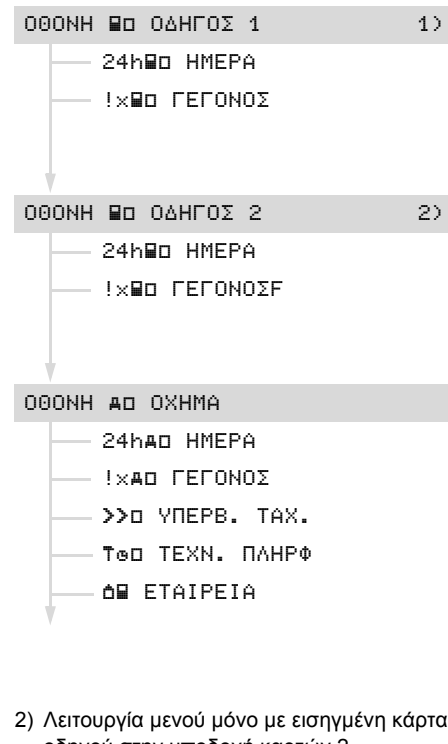 ΟΘΟΝΗ ΟΔΗΓΟΣ 1 1)
24h ΗΜΕΡΑ
!x ΓΕΓΟΝΟΣ
ΟΘΟΝΗ ΟΔΗΓΟΣ 2 2)
24h ΗΜΕΡΑ
!x ΓΕΓΟΝΟΣF
ΟΘΟΝΗ ΟΧΗΜΑ
24h ΗΜΕΡΑ
!x ΓΕΓΟΝΟΣ
>> ΥΠΕΡΒ. ΤΑΧ.
ΤΕΧΝ. ΠΛΗΡΦ
ΕΤΑΙΡΕΙΑ
2) Λειτουργία μενού μόνο με εισηγμένη κάρτα